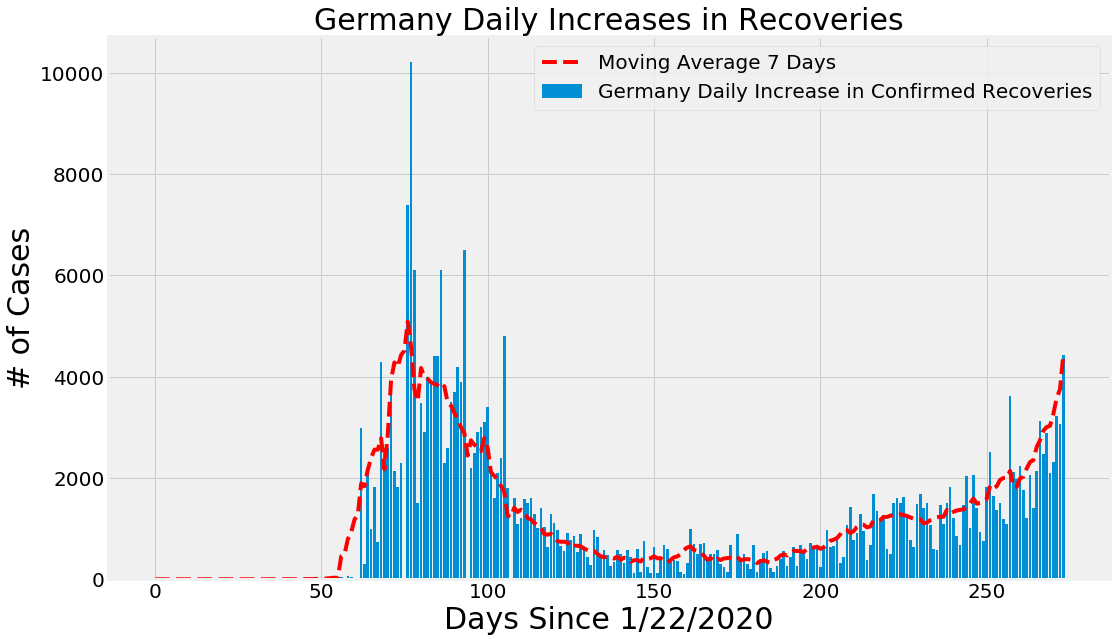 Germany Daily Increases in Recoveries
Moving Average 7 Days
Germany Daily Increase in Confirmed Recoveries
10000
8000
6000
4000
2000
0
# of Cases
0 50 100 150 200 250
Days Since 1/22/2020